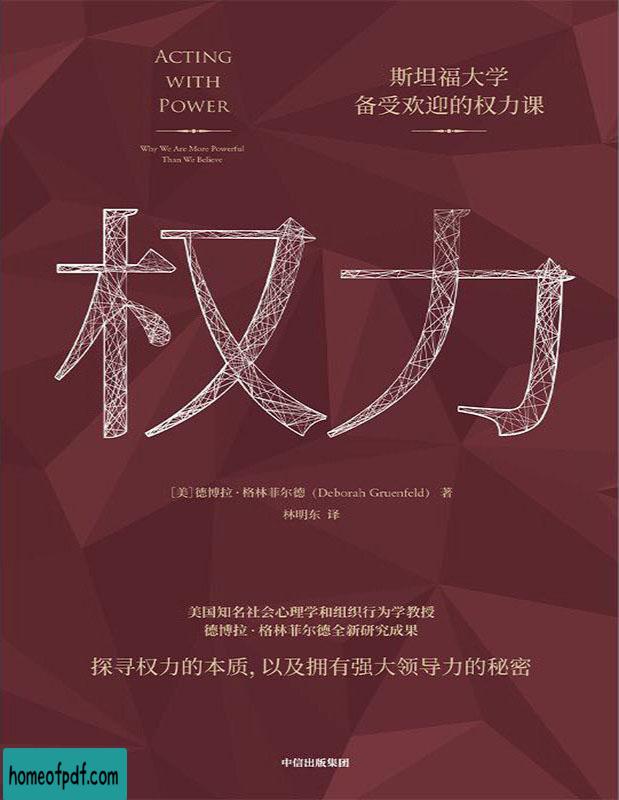 ACTING
WITH
POWER
Why We Are More Powerful
Than We Believe
斯坦福大学
备受欢迎的权力课
权力
[美]德博拉·格林菲尔德（Deborah Gruenfeld）著
林明东 译
美国知名社会心理学和组织行为学教授
德博拉·格林菲尔德全新研究成果
探寻权力的本质，以及拥有强大领导力的秘密
中信出版集团
homeofpdf.com